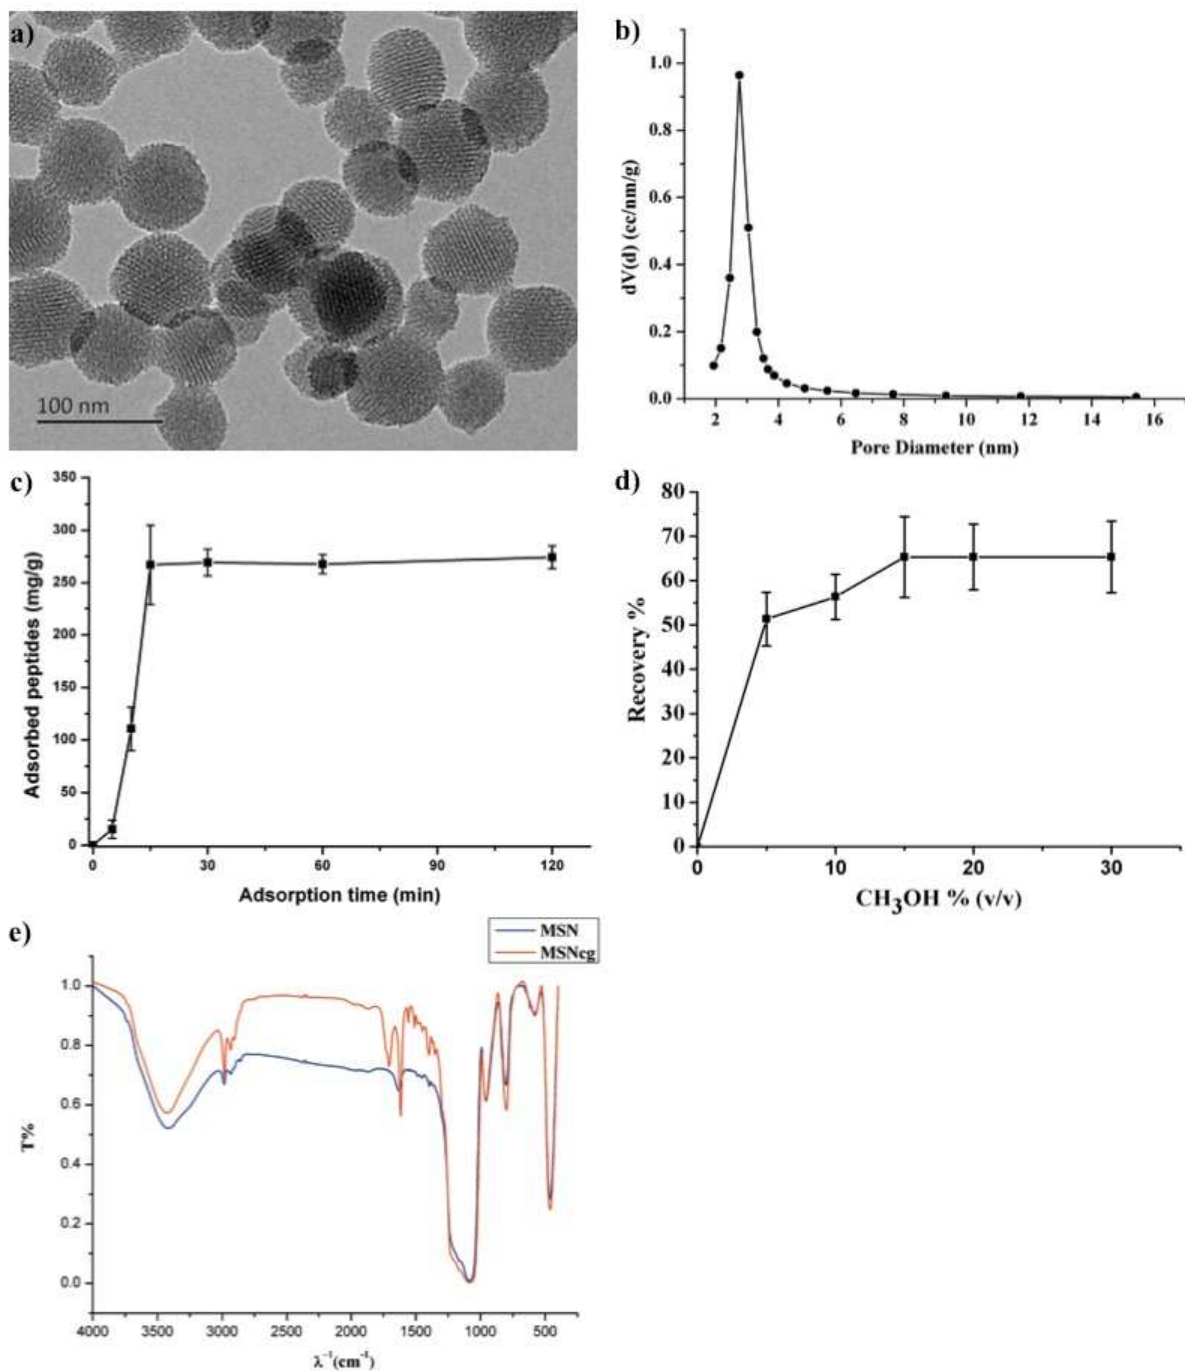 a)
100 nm
b)
dV(d) (cc/nm/g)
1.0
0.8
0.6
0.4
0.2
0.0
2 4 6 8 10 12 14 16
Pore Diameter (nm)
c)
Adsorbed peptides (mg/g)
350
300
250
200
150
100
50
0
0 30 60 90 120
Adsorption time (min)
d)
Recovery %
80
70
60
50
40
30
20
10
0
0 10 20 30
CH₃OH % (v/v)
e)
MSN
MSNcg
T%
1.0
0.8
0.6
0.4
0.2
0.0
4000 3500 3000 2500 2000 1500 1000 500
λ⁻¹(cm⁻¹)